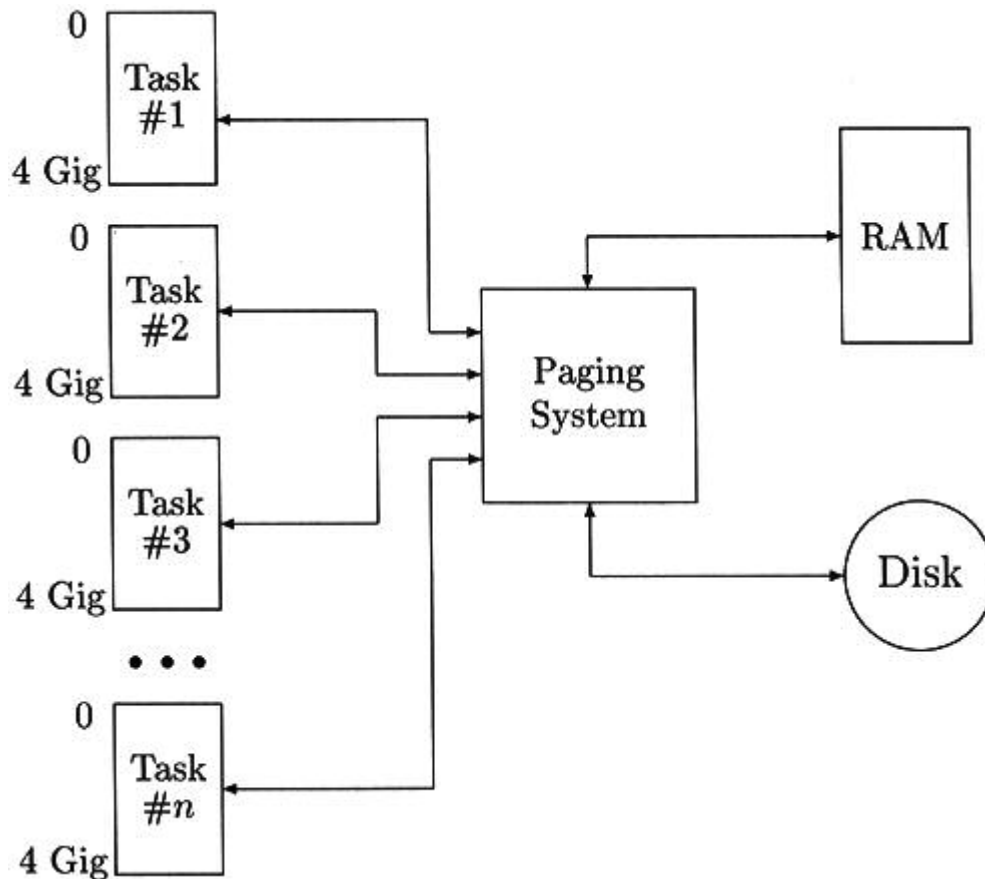 0
Task
#1
4 Gig
0
Task
#2
4 Gig
0
Task
#3
4 Gig
• • •
0
Task
#n
4 Gig
Paging
System
RAM
Disk